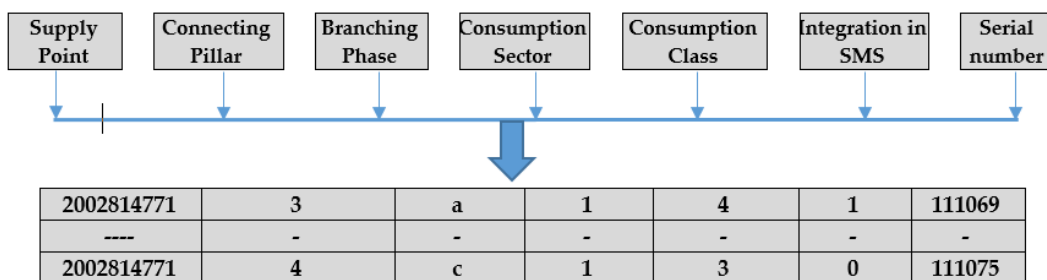 Supply Point
Connecting Pillar
Branching Phase
Consumption Sector
Consumption Class
Integration in SMS
Serial number
2002814771 3 a 1 4 1 111069
---- - - - - - -
2002814771 4 c 1 3 0 111075